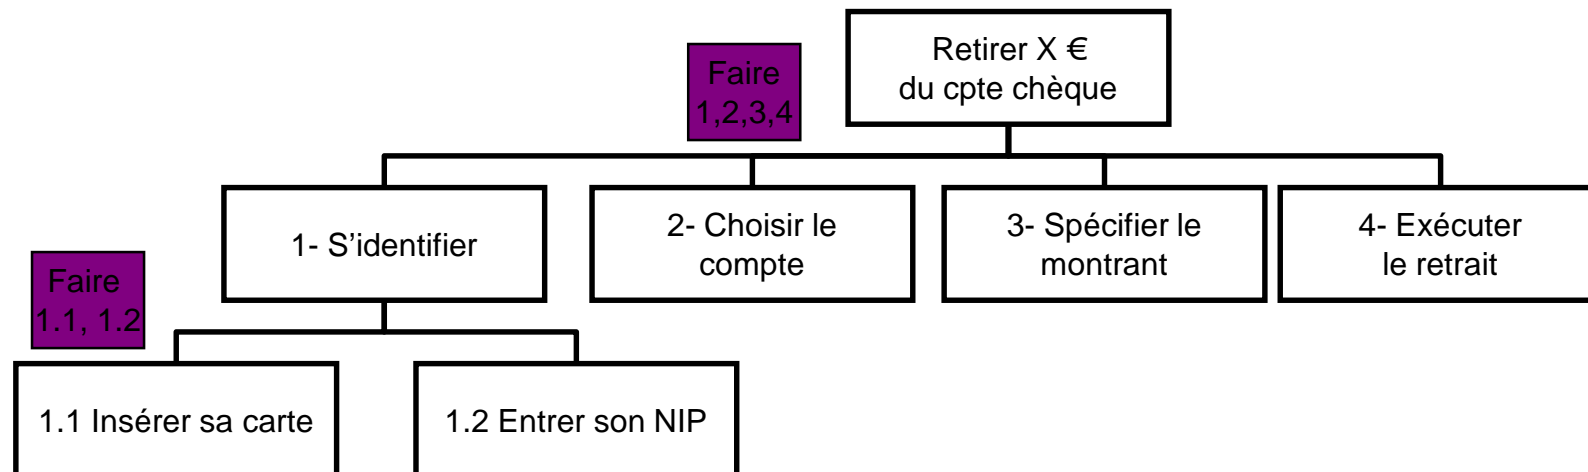 Retirer X €
du cpte chèque
Faire
1,2,3,4
1- S’identifier
2- Choisir le
compte
3- Spécifier le
montrant
4- Exécuter
le retrait
Faire
1.1, 1.2
1.1 Insérer sa carte
1.2 Entrer son NIP